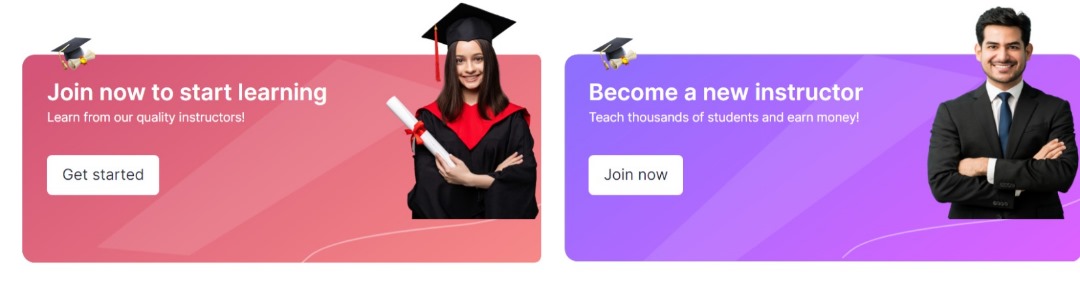 Join now to start learning
Learn from our quality instructors!
Get started
Become a new instructor
Teach thousands of students and earn money!
Join now